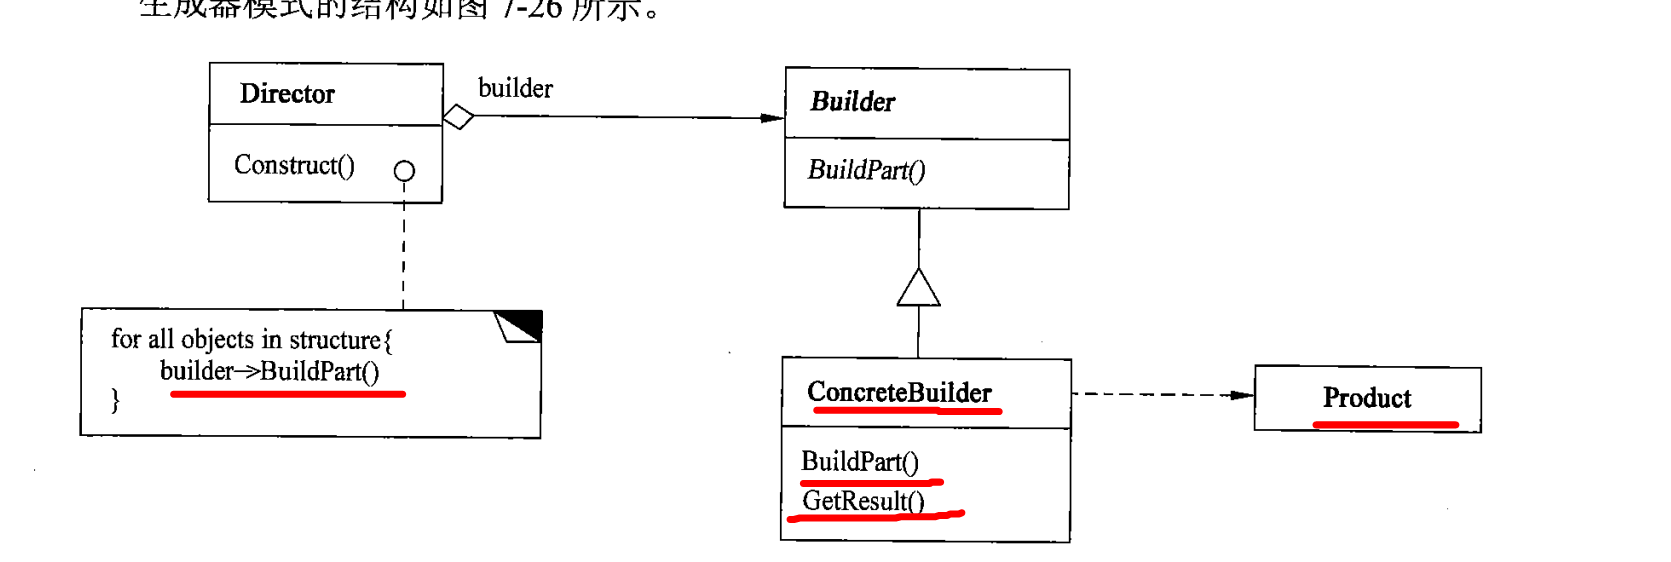 生成器模式的结构如图 7-26 所示。
Director
builder
Builder
Construct()
BuildPart()
for all objects in structure{
builder->BuildPart()
}
ConcreteBuilder
Product
BuildPart()
GetResult()